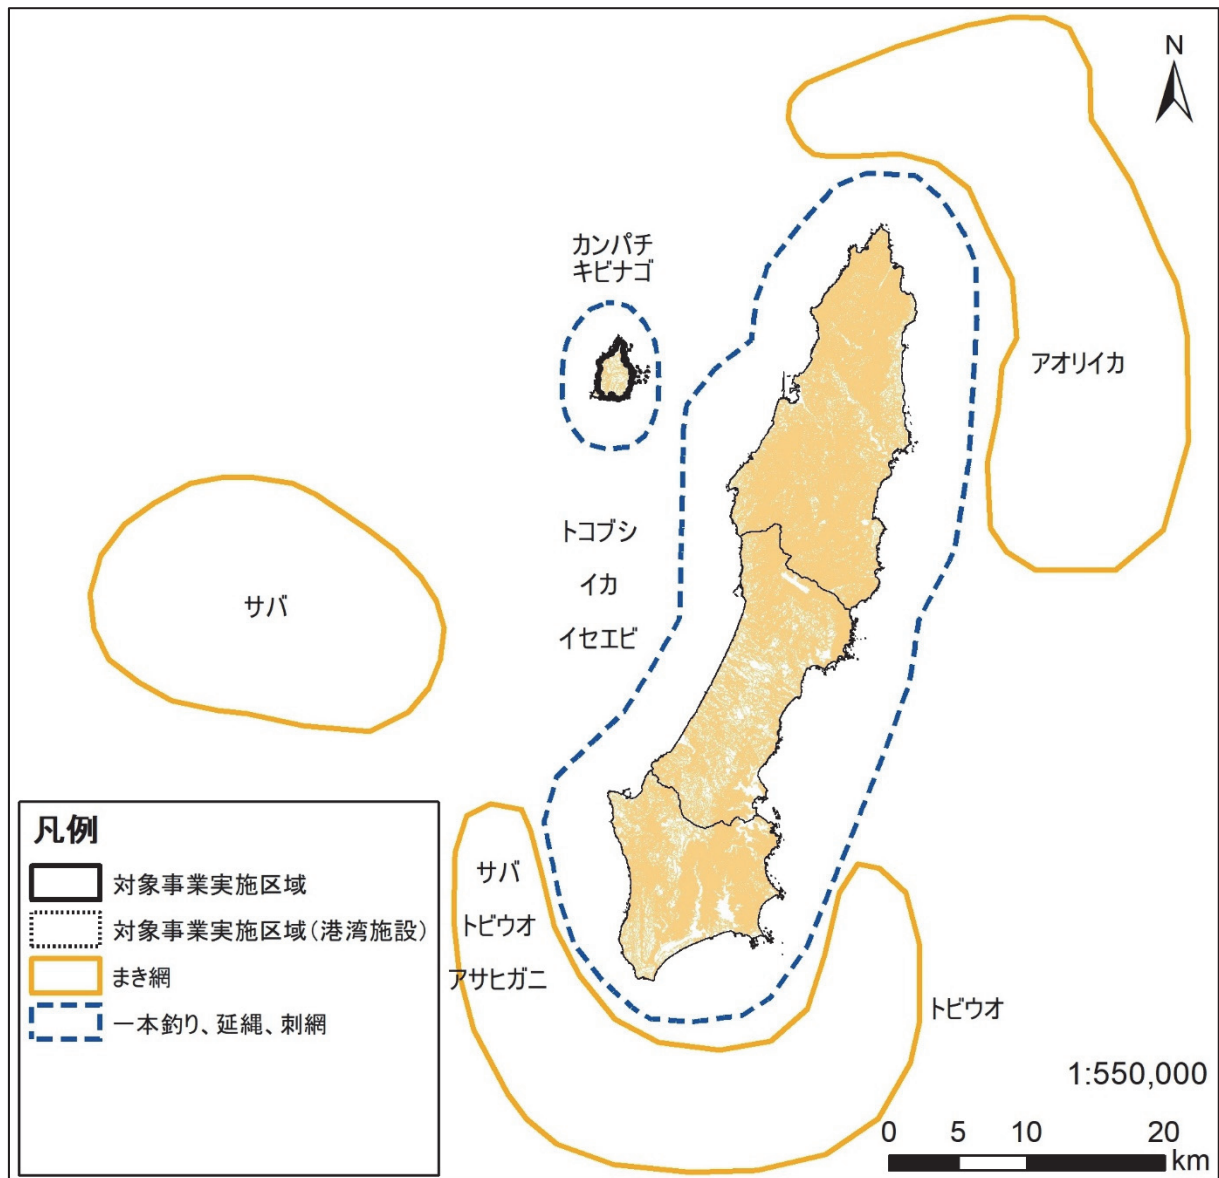 N
カンパチ
キビナゴ
アオリイカ
トコブシ
イカ
イセエビ
サバ
サバ
トビウオ
アサヒガニ
トビウオ
凡例
対象事業実施区域
対象事業実施区域(港湾施設)
まき網
一本釣り、延縄、刺網
1:550,000
0 5 10 20
km